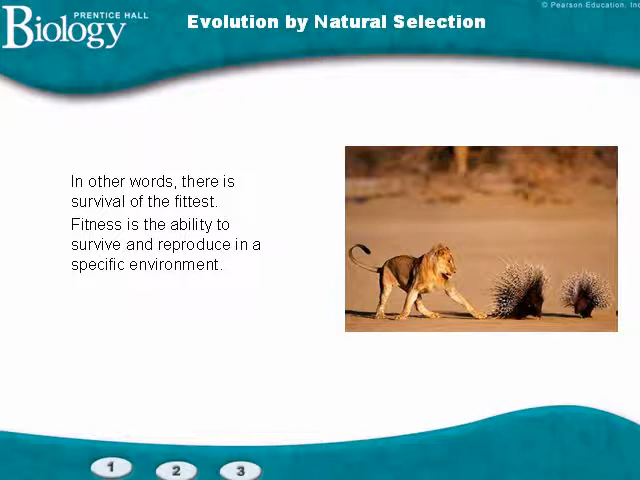 PRENTICE HALL
Biology
Evolution by Natural Selection
© Pearson Education, Inc
In other words, there is
survival of the fittest.
Fitness is the ability to
survive and reproduce in a
specific environment.
1
2
3